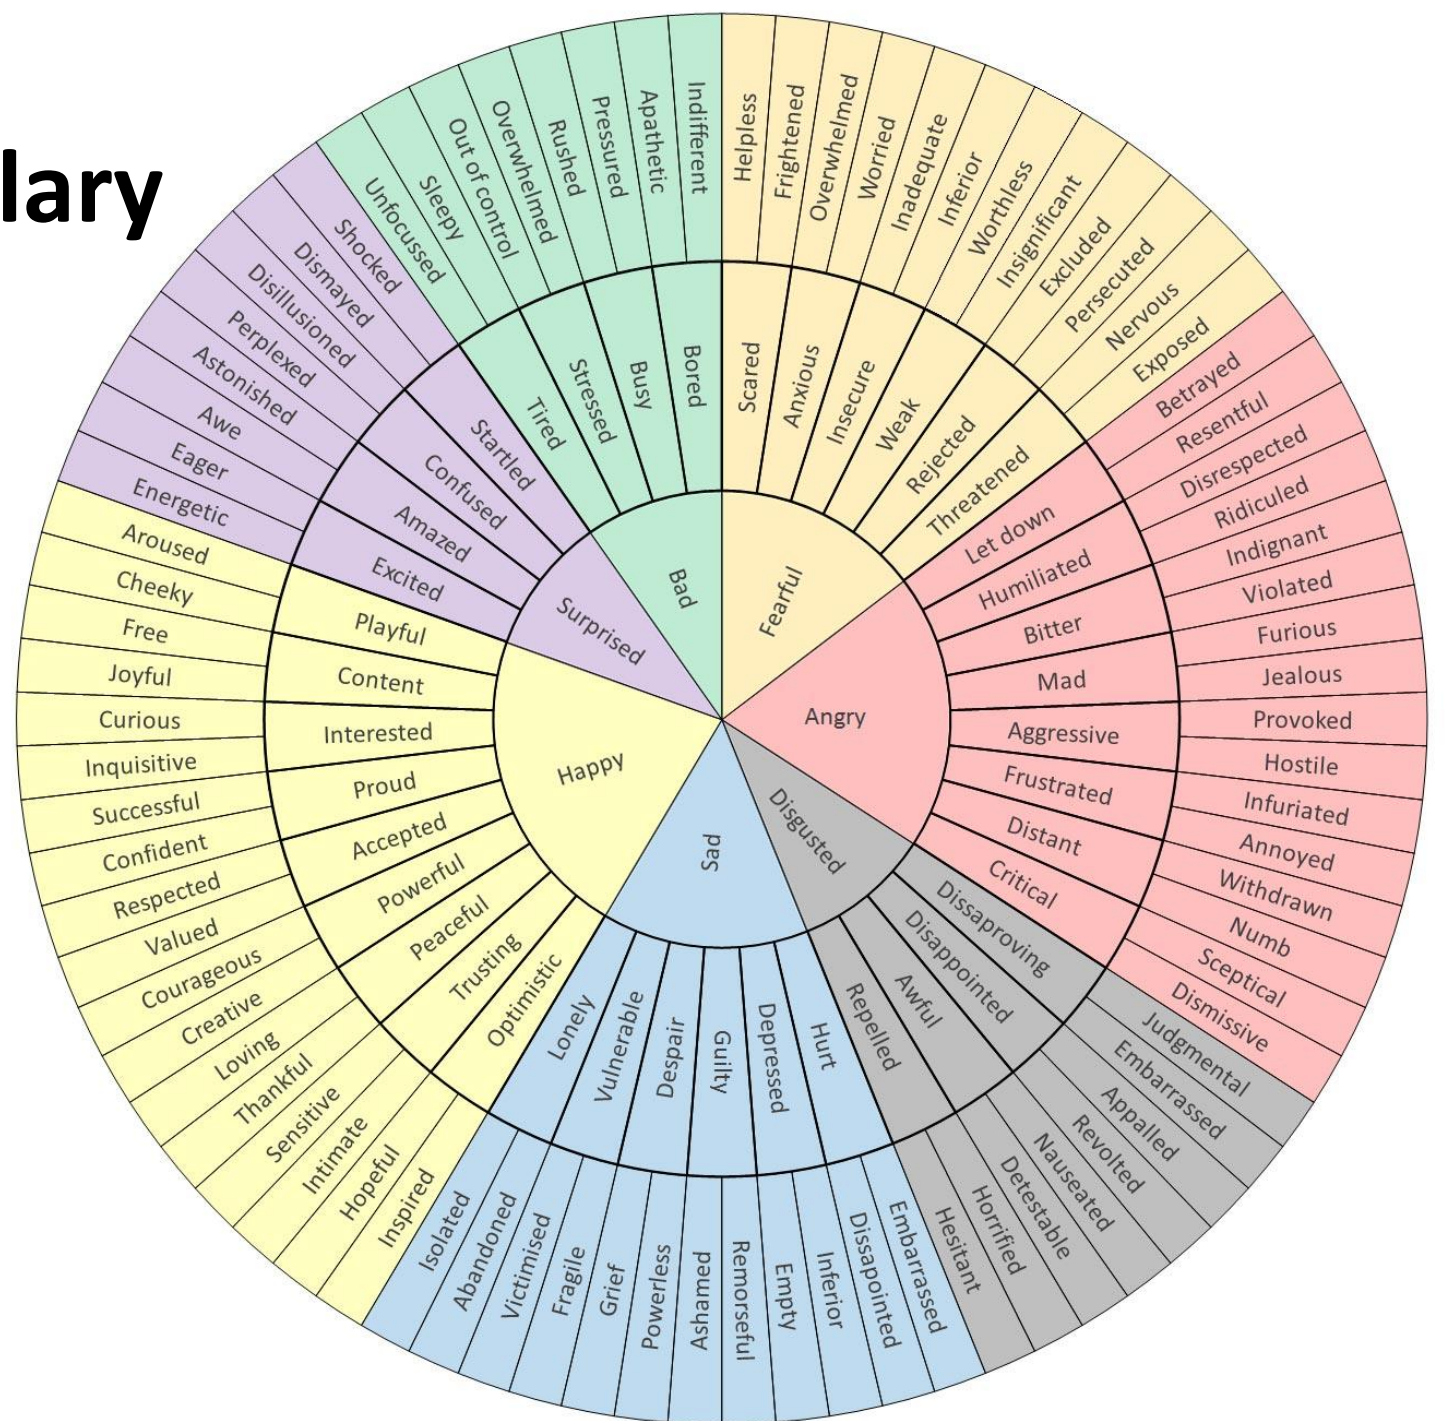 lary
Fearful
Angry
Disgusted
Sad
Happy
Surprised
Bad
Scared
Anxious
Insecure
Weak
Rejected
Threatened
Let down
Humiliated
Bitter
Mad
Aggressive
Frustrated
Distant
Critical
Dissaproving
Disappointed
Awful
Repelled
Hurt
Depressed
Guilty
Despair
Vulnerable
Lonely
Optimistic
Trusting
Peaceful
Powerful
Accepted
Proud
Interested
Content
Playful
Excited
Amazed
Confused
Startled
Tired
Stressed
Busy
Bored
Helpless
Frightened
Overwhelmed
Worried
Inadequate
Inferior
Worthless
Insignificant
Excluded
Persecuted
Nervous
Exposed
Betrayed
Resentful
Disrespected
Ridiculed
Indignant
Violated
Furious
Jealous
Provoked
Hostile
Infuriated
Annoyed
Withdrawn
Numb
Sceptical
Dismissive
Judgmental
Embarrassed
Appalled
Revolted
Nauseated
Detestable
Horrified
Hesitant
Embarrassed
Dissapointed
Inferior
Empty
Remorseful
Ashamed
Powerless
Grief
Fragile
Victimised
Abandoned
Isolated
Inspired
Hopeful
Intimate
Sensitive
Thankful
Loving
Creative
Courageous
Valued
Respected
Confident
Successful
Inquisitive
Curious
Joyful
Free
Cheeky
Aroused
Energetic
Eager
Awe
Astonished
Perplexed
Disillusioned
Dismayed
Shocked
Unfocussed
Sleepy
Out of control
Overwhelmed
Rushed
Pressured
Apathetic
Indifferent